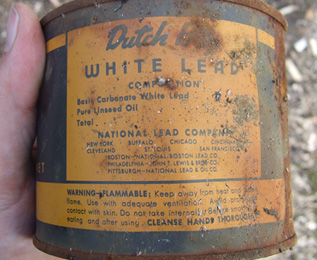 Dutch
WHITE LEAD
COMPOSITION
Basic Carbonate White Lead
Pure Linseed Oil
Total
NATIONAL LEAD COMPANY
NEW YORK BUFFALO CHICAGO CINCINNATI
CLEVELAND ST. LOUIS SAN FRANCISCO
BOSTON-NATIONAL-BOSTON LEAD CO.
PHILADELPHIA-JOHN T. LEWIS & BROS. CO.
PITTSBURGH-NATIONAL LEAD & OIL CO.
WARNING-FLAMMABLE: Keep away from heat and open
flame. Use with adequate ventilation. Avoid prolonged
contact with skin. Do not take internally. Before
eating and after using. CLEANSE HANDS THOROUGHLY